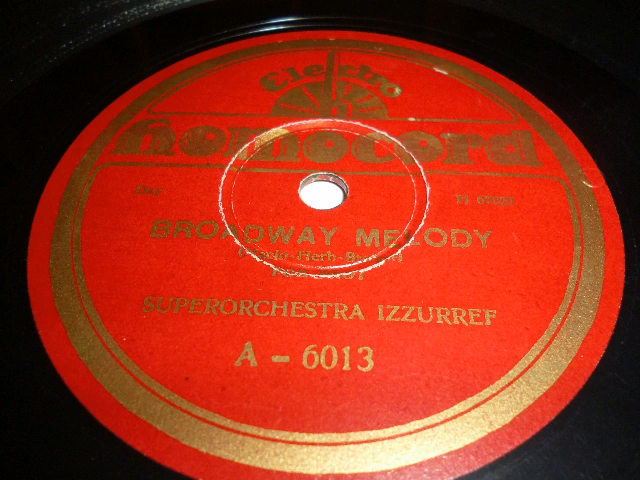 Electro
homocord
BROADWAY MELODY
SUPERORCHESTRA IZZURREF
A - 6013